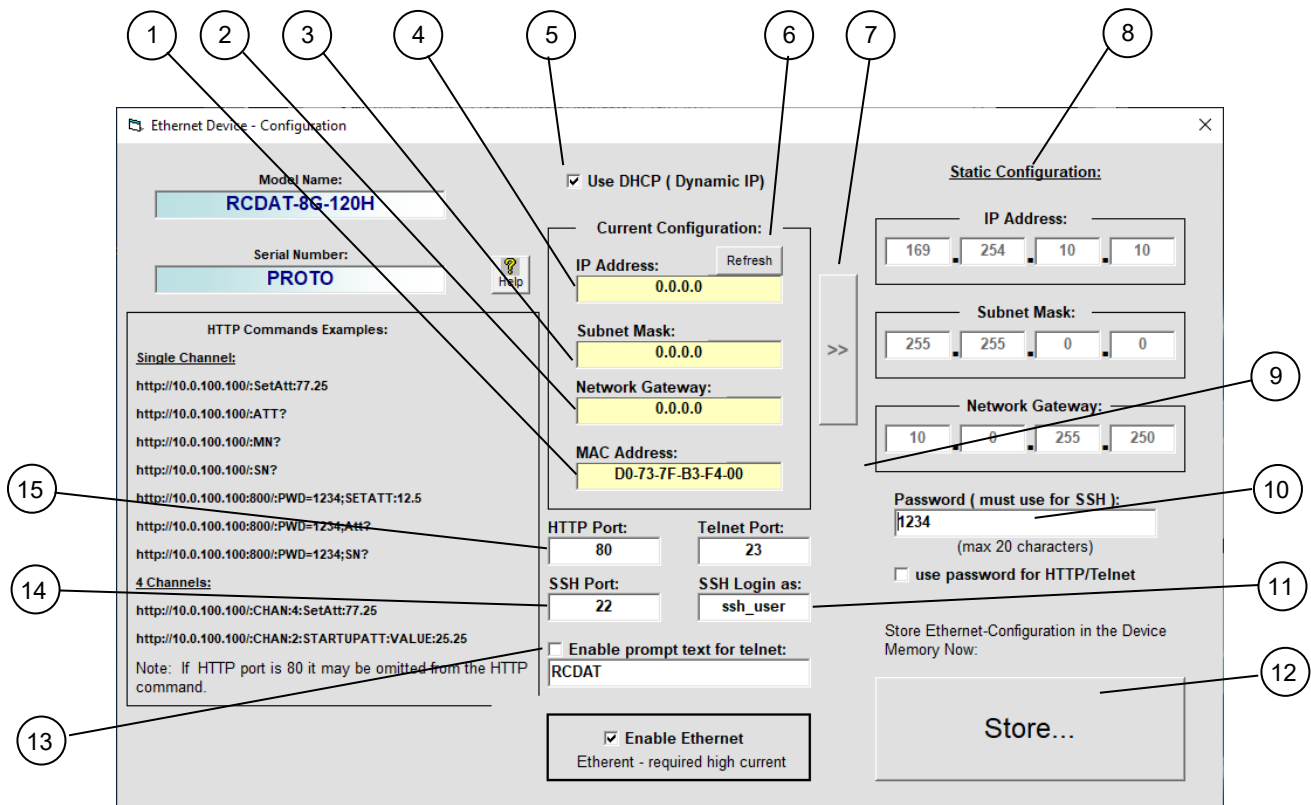 1
2
3
4
5
6
7
8
Ethernet Device - Configuration
Model Name:
RCDAT-8G-120H
Serial Number:
PROTO
Help
HTTP Commands Examples:
Single Channel:
http://10.0.100.100/:SetAtt:77.25
http://10.0.100.100/:ATT?
http://10.0.100.100/:MN?
http://10.0.100.100/:SN?
http://10.0.100.100:800/:PWD=1234;SETATT:12.5
http://10.0.100.100:800/:PWD=1234;Att?
http://10.0.100.100:800/:PWD=1234;SN?
4 Channels:
http://10.0.100.100/:CHAN:4:SetAtt:77.25
http://10.0.100.100/:CHAN:2:STARTUPATT:VALUE:25.25
Note: If HTTP port is 80 it may be omitted from the HTTP
command.
Use DHCP ( Dynamic IP)
Current Configuration:
Refresh
IP Address:
0.0.0.0
Subnet Mask:
0.0.0.0
Network Gateway:
0.0.0.0
MAC Address:
D0-73-7F-B3-F4-00
HTTP Port: Telnet Port:
80 23
SSH Port: SSH Login as:
22 ssh_user
Enable prompt text for telnet:
RCDAT
Enable Ethernet
Etherent - required high current
>>
Static Configuration:
IP Address:
169 . 254 . 10 . 10
Subnet Mask:
255 . 255 . 0 . 0
Network Gateway:
10 . 0 . 255 . 250
Password ( must use for SSH ):
1234
(max 20 characters)
use password for HTTP/Telnet
Store Ethernet-Configuration in the Device
Memory Now:
Store...
9
10
11
12
13
14
15